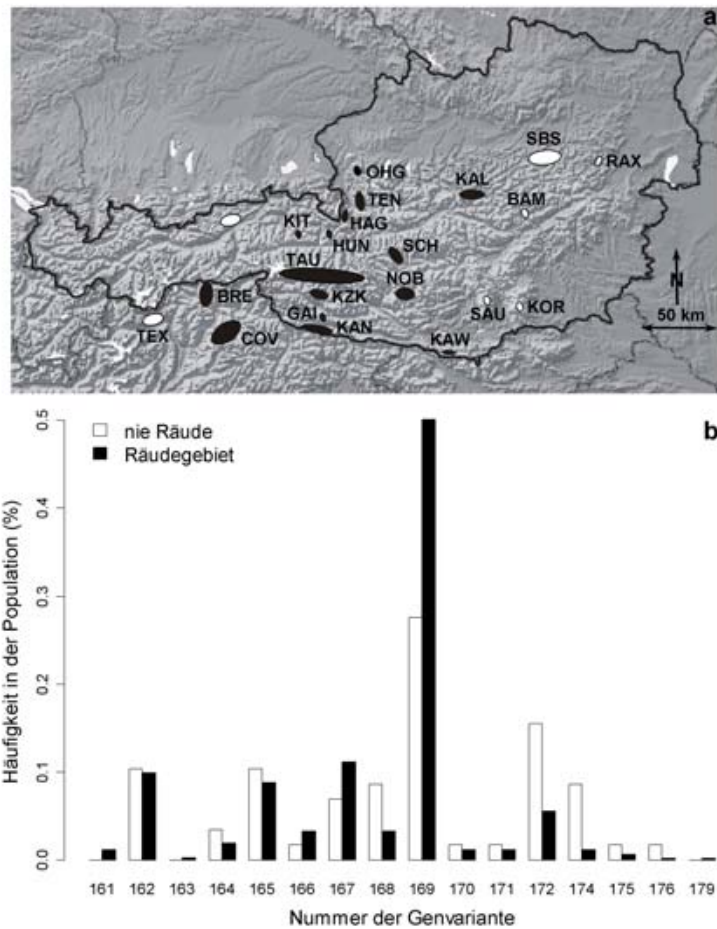 a
SBS
RAX
OHG
KAL
TEN
BAM
HAG
KIT
HUN
SCH
TAU
NOB
N
BRE
KZK
SAU
KOR
GAI
50 km
TEX
KAN
COV
KAW
b
nie Räude
Räudegebiet
Häufigkeit in der Population (%)
0.5
0.4
0.3
0.2
0.1
0.0
161 162 163 164 165 166 167 168 169 170 171 172 174 175 176 179
Nummer der Genvariante